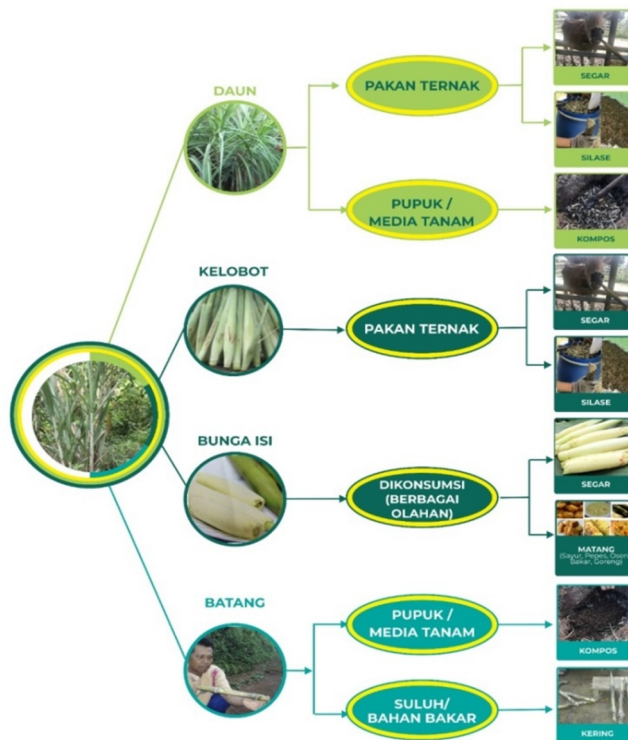 DAUN
PAKAN TERNAK
SEGAR
SILASE
PUPUK /
MEDIA TANAM
KOMPOS
KELOBOT
PAKAN TERNAK
SEGAR
SILASE
BUNGA ISI
DIKONSUMSI
(BERBAGAI
OLAHAN)
SEGAR
MATANG
(Sayur, Pepes, Oson
Bakar, Goreng)
BATANG
PUPUK /
MEDIA TANAM
KOMPOS
SULUH/
BAHAN BAKAR
KERING